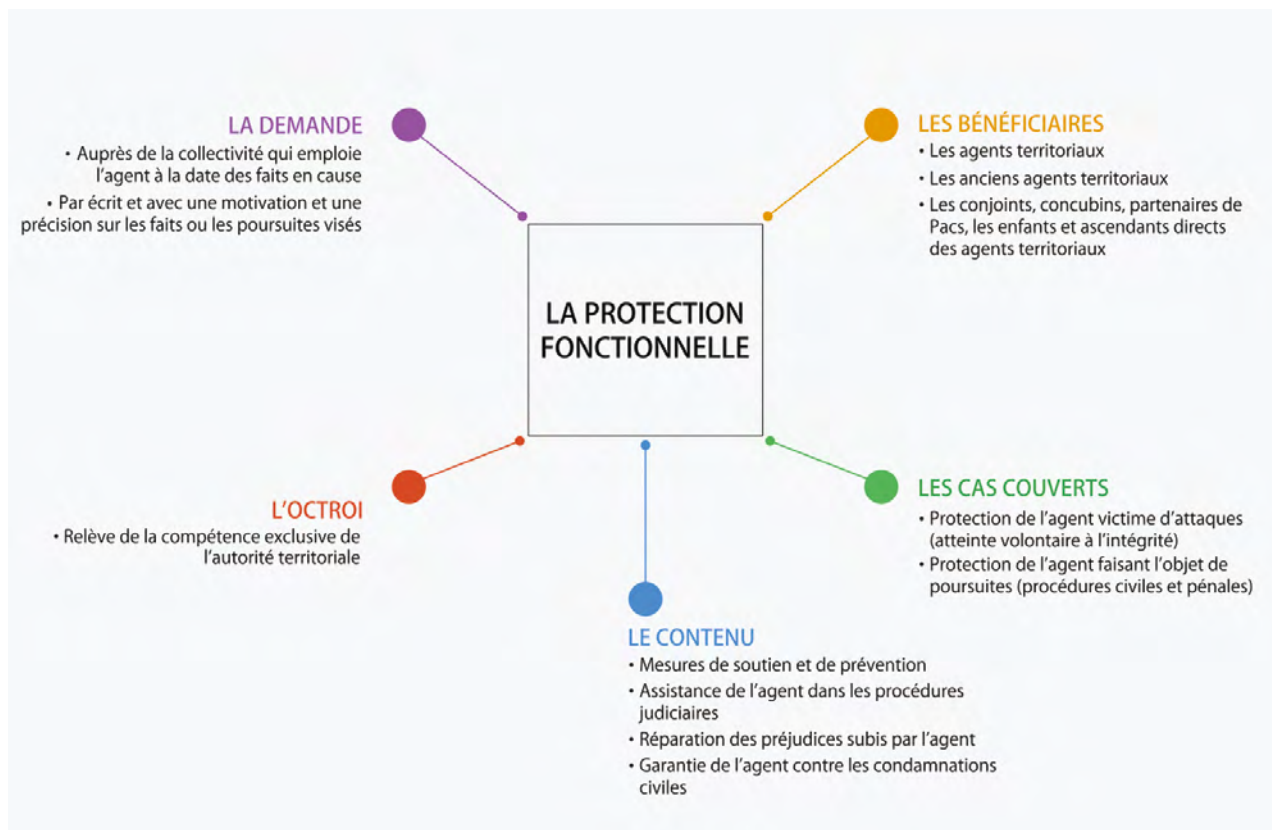 LA DEMANDE
• Auprès de la collectivité qui emploie
l'agent à la date des faits en cause
• Par écrit et avec une motivation et une
précision sur les faits ou les poursuites visés
LES BÉNÉFICIAIRES
• Les agents territoriaux
• Les anciens agents territoriaux
• Les conjoints, concubins, partenaires de
Pacs, les enfants et ascendants directs
des agents territoriaux
LA PROTECTION
FONCTIONNELLE
L'OCTROI
• Relève de la compétence exclusive de
l'autorité territoriale
LES CAS COUVERTS
• Protection de l'agent victime d'attaques
(atteinte volontaire à l'intégrité)
• Protection de l'agent faisant l'objet de
poursuites (procédures civiles et pénales)
LE CONTENU
• Mesures de soutien et de prévention
• Assistance de l'agent dans les procédures
judiciaires
• Réparation des préjudices subis par l'agent
• Garantie de l'agent contre les condamnations
civiles